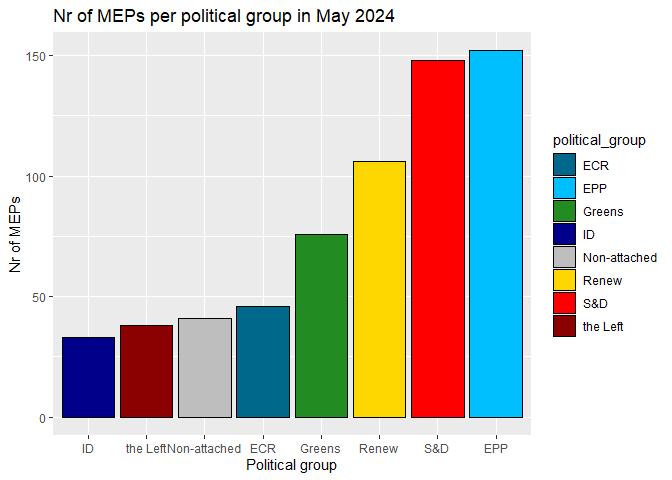 Nr of MEPs per political group in May 2024
Nr of MEPs
150
100
50
0
ID
the Left
Non-attached
ECR
Greens
Renew
S&D
EPP
Political group
political_group
ECR
EPP
Greens
ID
Non-attached
Renew
S&D
the Left